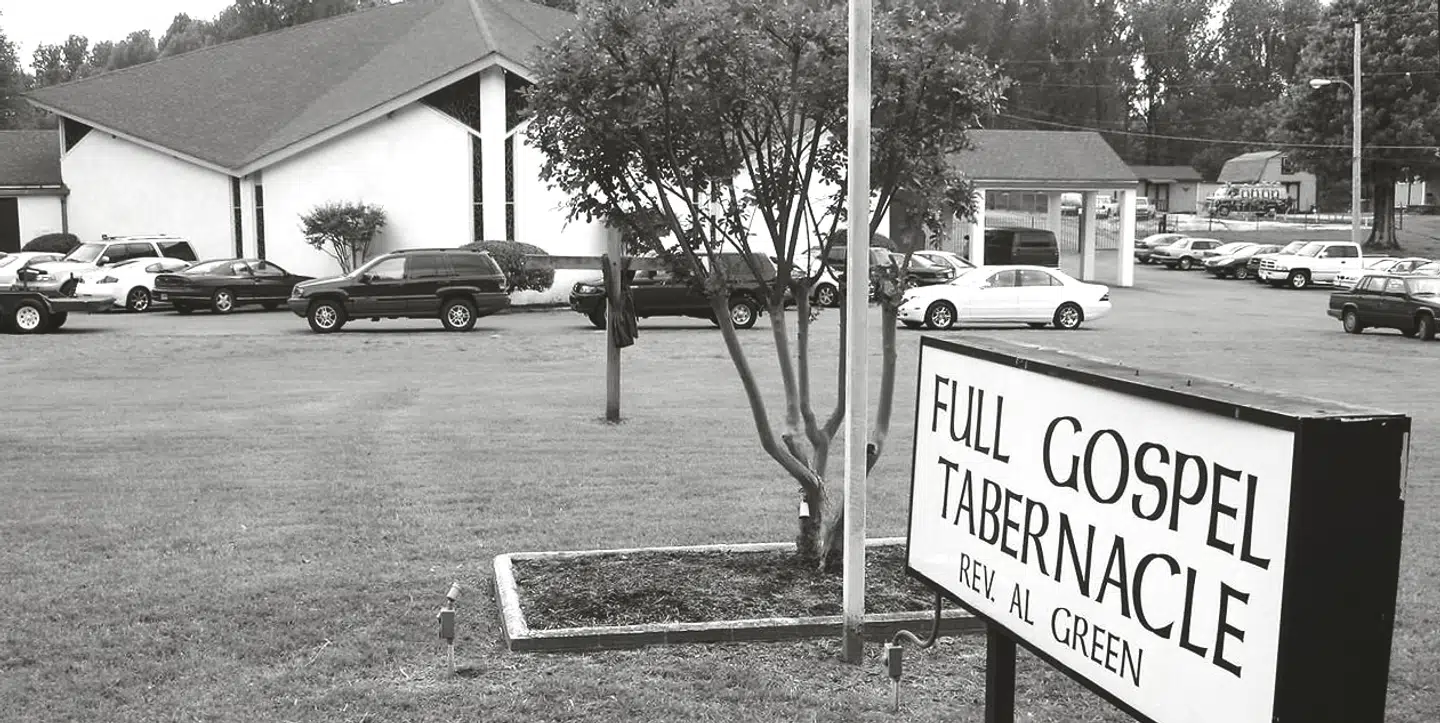 FULL GOSPEL
TABERNACLE
REV. AL GREEN